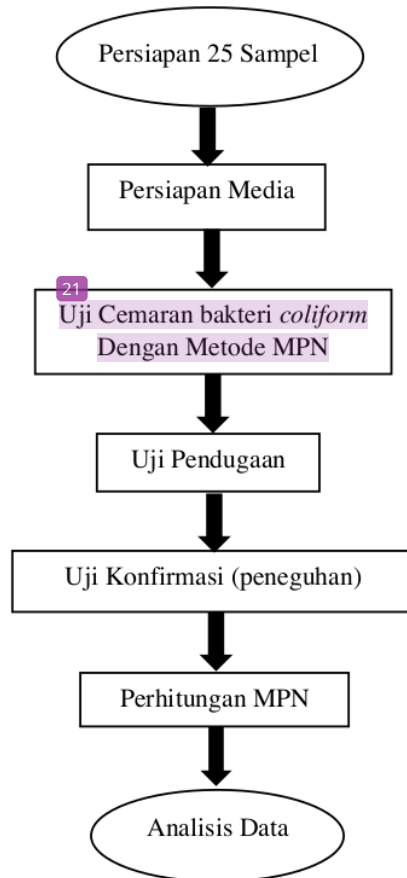 Persiapan 25 Sampel
Persiapan Media
21
Uji Cemaran bakteri coliform
Dengan Metode MPN
Uji Pendugaan
Uji Konfirmasi (peneguhan)
Perhitungan MPN
Analisis Data